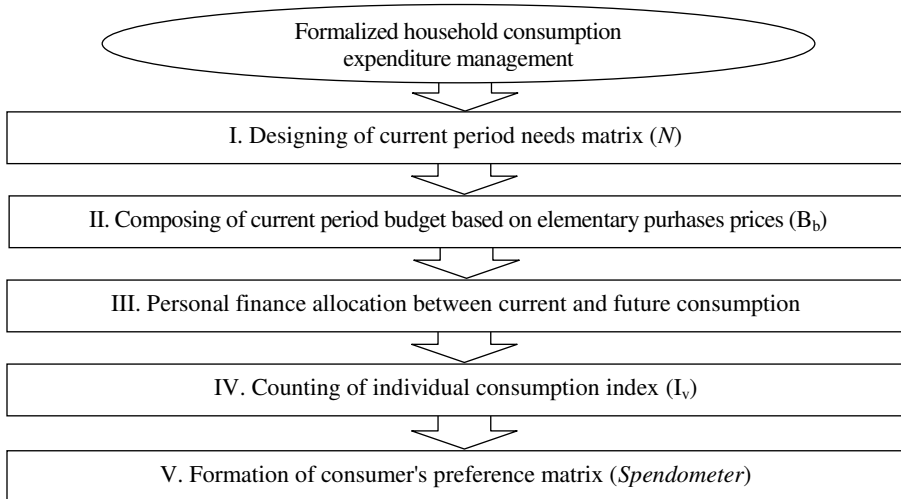 Formalized household consumption
expenditure management
I. Designing of current period needs matrix (N)
II. Composing of current period budget based on elementary purhases prices (Bb)
III. Personal finance allocation between current and future consumption
IV. Counting of individual consumption index (Iv)
V. Formation of consumer's preference matrix (Spendometer)